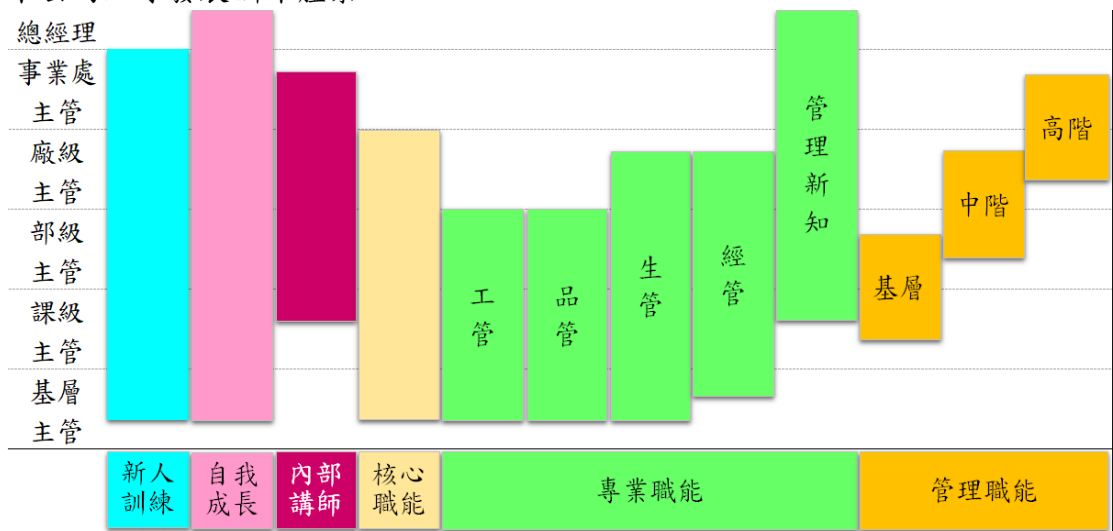 總經理
事業處
主管
廠級
主管
部級
主管
課級
主管
基層
主管
工管
品管
生管
經管
管理新知
基層
中階
高階
新人
訓練
自我
成長
內部
講師
核心
職能
專業職能
管理職能